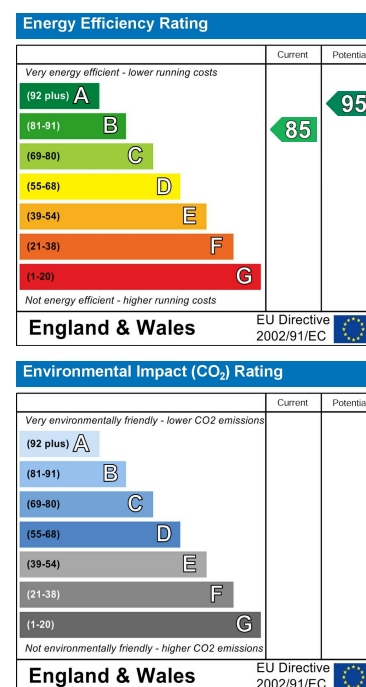 Energy Efficiency Rating
Current Potentia
Very energy efficient - lower running costs
(92 plus) A
95
(81-91) B
85
(69-80) C
(55-68) D
(39-54) E
(21-38) F
(1-20) G
Not energy efficient - higher running costs
England & Wales
EU Directive
2002/91/EC
Environmental Impact (CO₂) Rating
Current Potentia
Very environmentally friendly - lower CO2 emissions
(92 plus) A
(81-91) B
(69-80) C
(55-68) D
(39-54) E
(21-38) F
(1-20) G
Not environmentally friendly - higher CO2 emissions
England & Wales
EU Directive
2002/91/EC